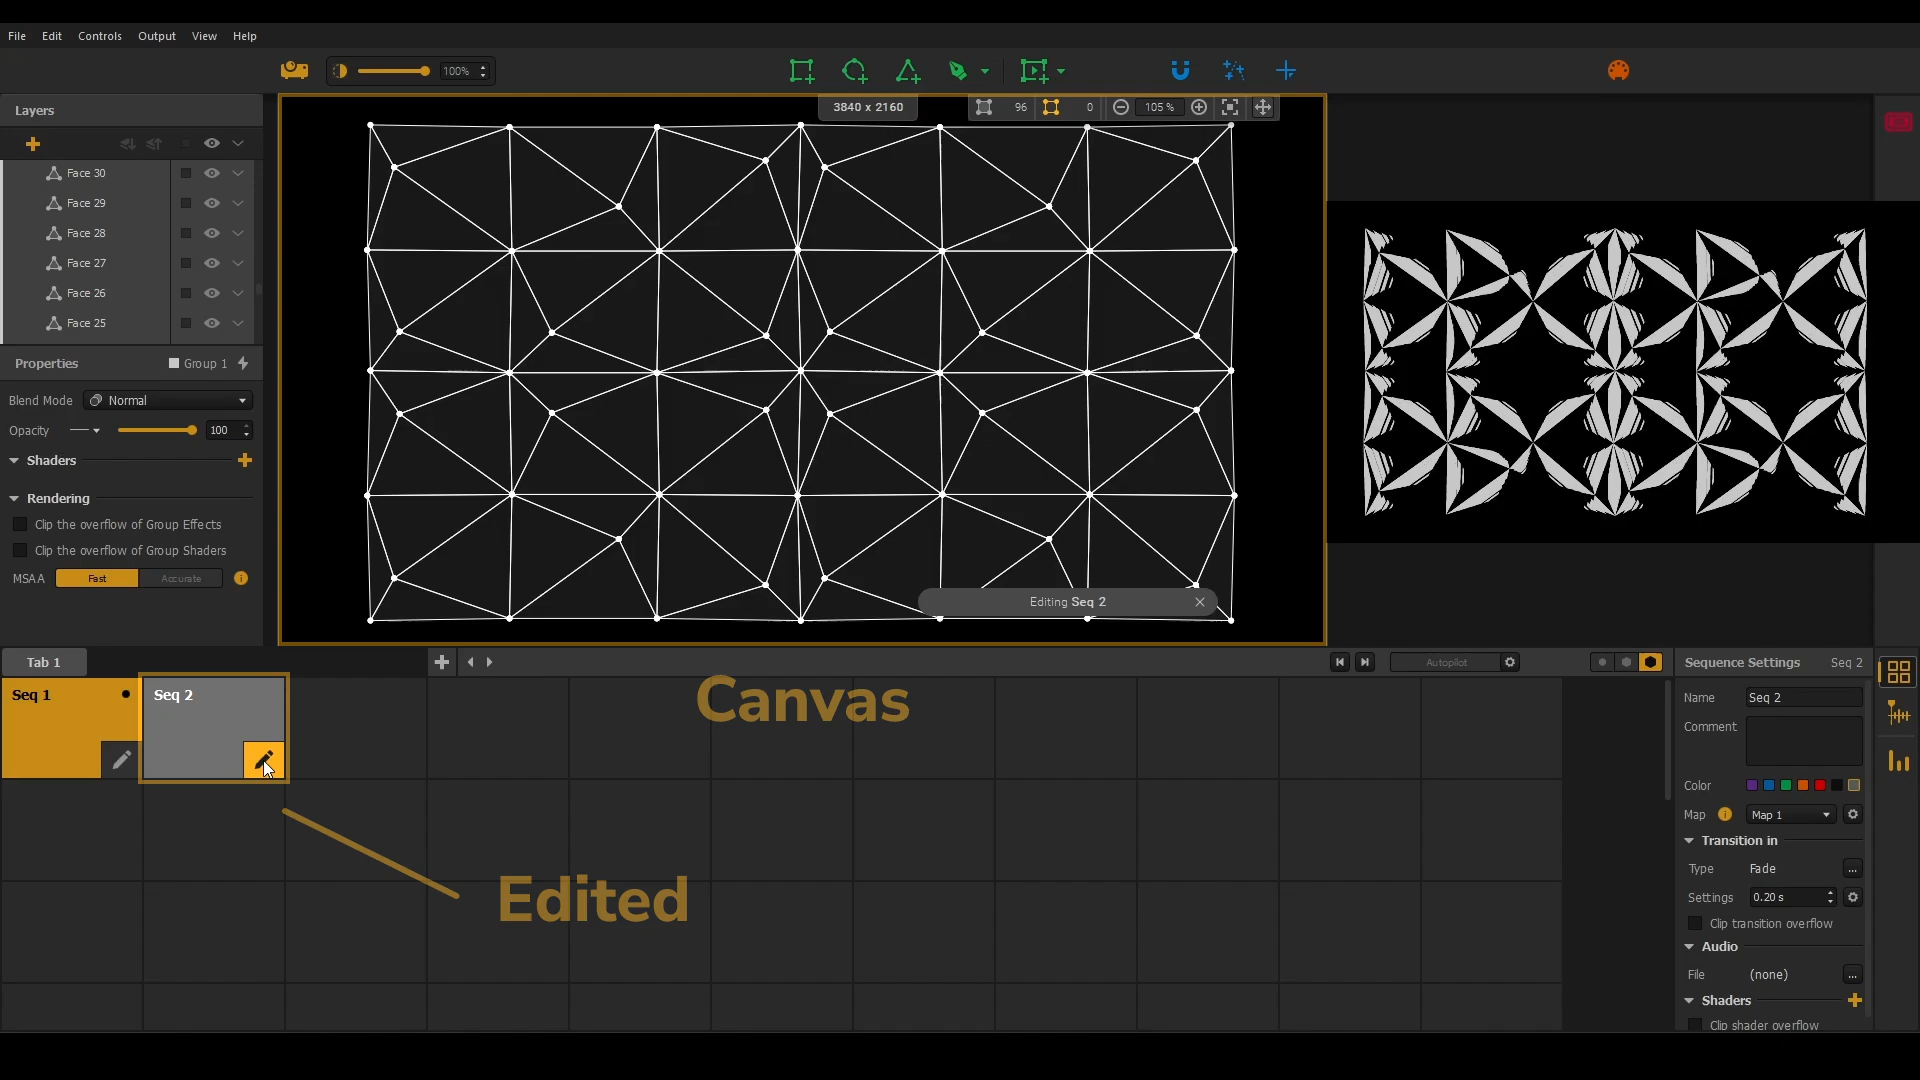 File Edit Controls Output View Help
100%
Layers
3840 x 2160
96 0 105 %
Face 30
Face 29
Face 28
Face 27
Face 26
Face 25
Properties Group 1
Blend Mode Normal
Opacity 100
Shaders
Rendering
Clip the overflow of Group Effects
Clip the overflow of Group Shaders
MSAA Fast Accurate
Editing Seq 2
Tab 1
Autopilot
Seq 1
Seq 2
Canvas
Edited
Sequence Settings Seq 2
Name Seq 2
Comment
Color
Map Map 1
Transition in
Type Fade ...
Settings 0.20 s
Clip transition overflow
Audio
File (none) ...
Shaders
Clip shader overflow